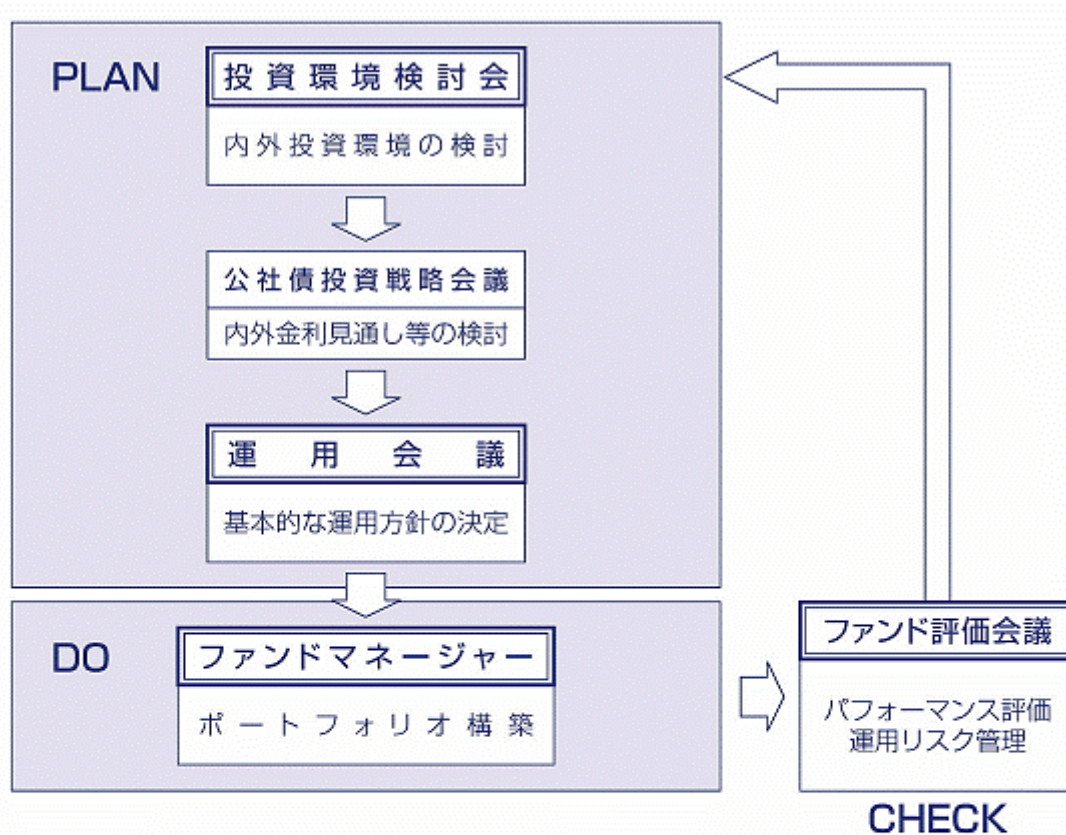 PLAN
投資環境検討会
内外投資環境の検討
公社債投資戦略会議
内外金利見通し等の検討
運用会議
基本的な運用方針の決定
DO
ファンドマネージャー
ポートフォリオ構築
ファンド評価会議
パフォーマンス評価
運用リスク管理
CHECK